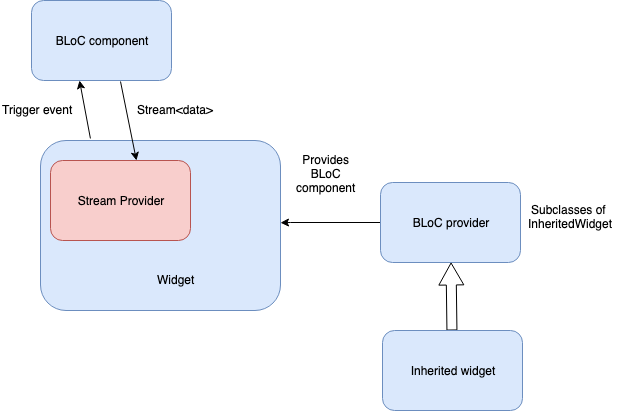 BLoC component
Trigger event
Stream<data>
Stream Provider
Widget
Provides
BLoC
component
BLoC provider
Subclasses of
InheritedWidget
Inherited widget